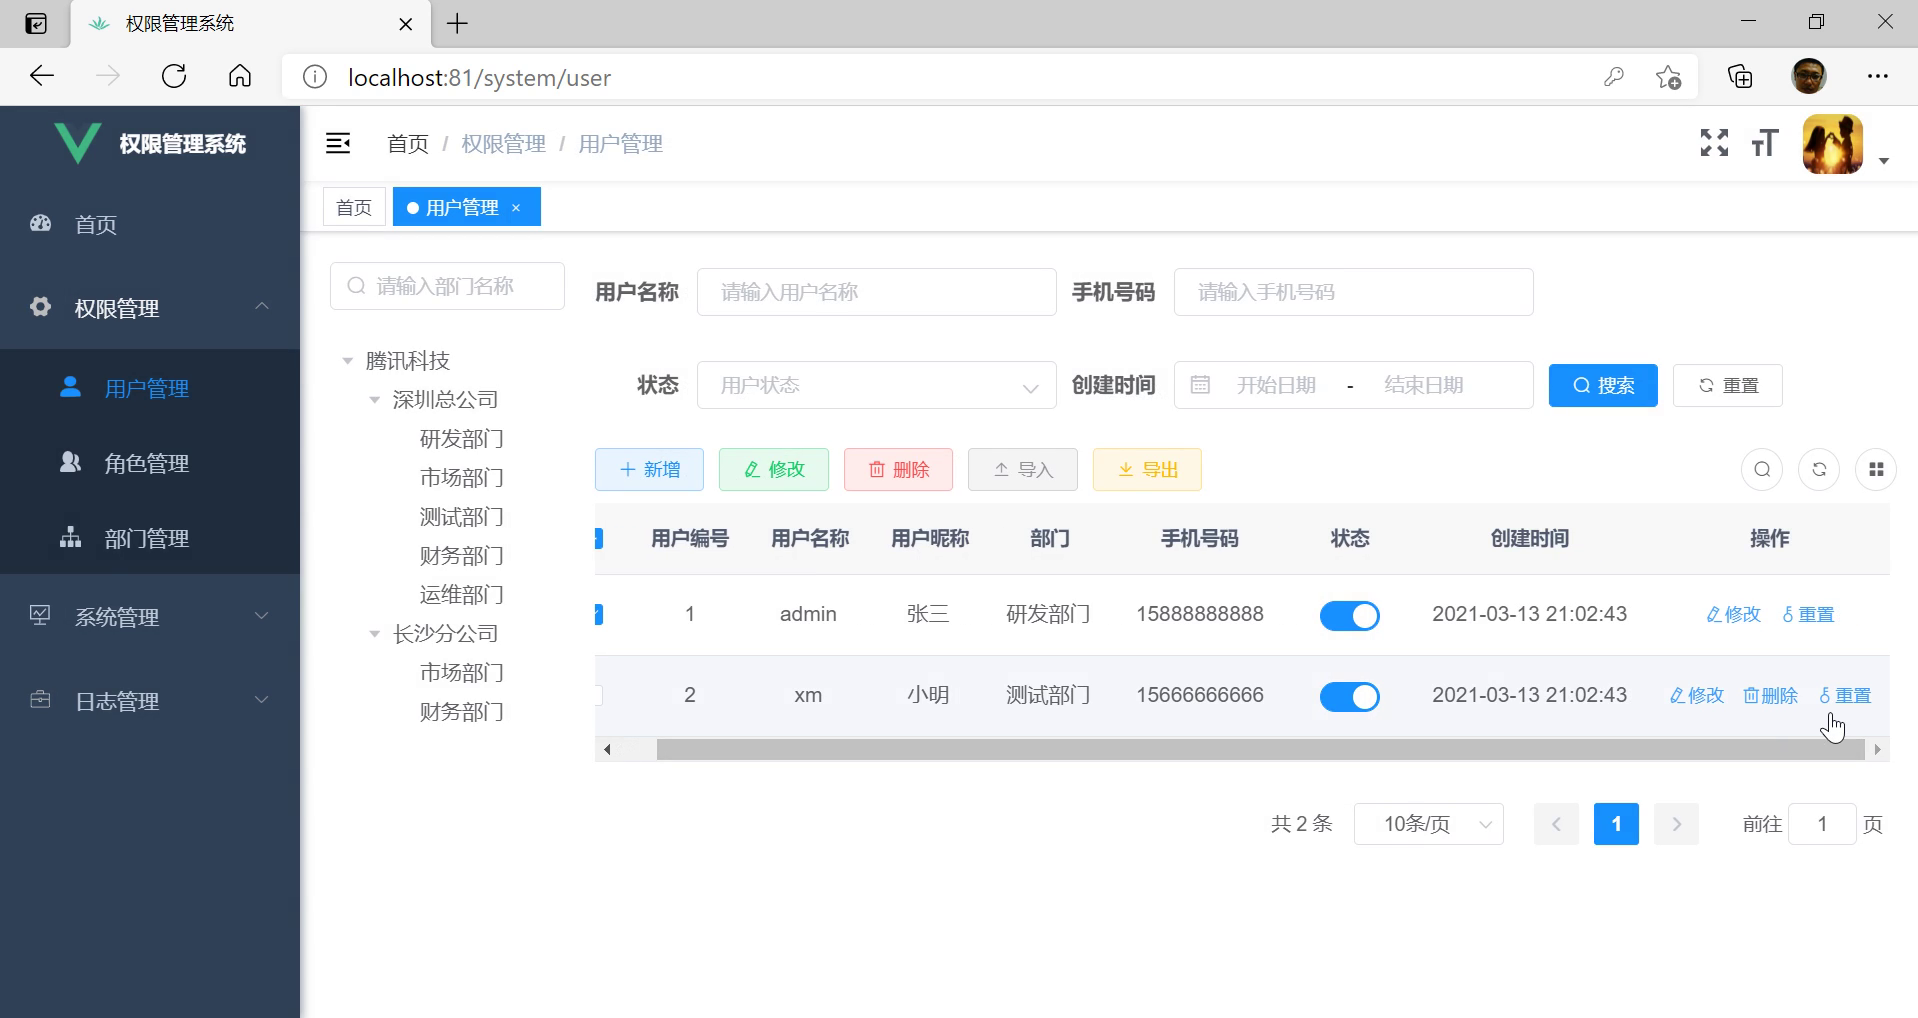 权限管理系统
localhost:81/system/user
权限管理系统
首页 / 权限管理 / 用户管理
首页
用户管理 ×
首页
权限管理
用户管理
角色管理
部门管理
系统管理
日志管理
请输入部门名称
腾讯科技
深圳总公司
研发部门
市场部门
测试部门
财务部门
运维部门
长沙分公司
市场部门
财务部门
用户名称 请输入用户名称 手机号码 请输入手机号码
状态 用户状态 创建时间 开始日期 - 结束日期 搜索 重置
新增 修改 删除 导入 导出
用户编号 用户名称 用户昵称 部门 手机号码 状态 创建时间 操作
1 admin 张三 研发部门 15888888888 2021-03-13 21:02:43 修改 重置
2 xm 小明 测试部门 15666666666 2021-03-13 21:02:43 修改 删除 重置
共 2 条 10条/页 1 前往 1 页